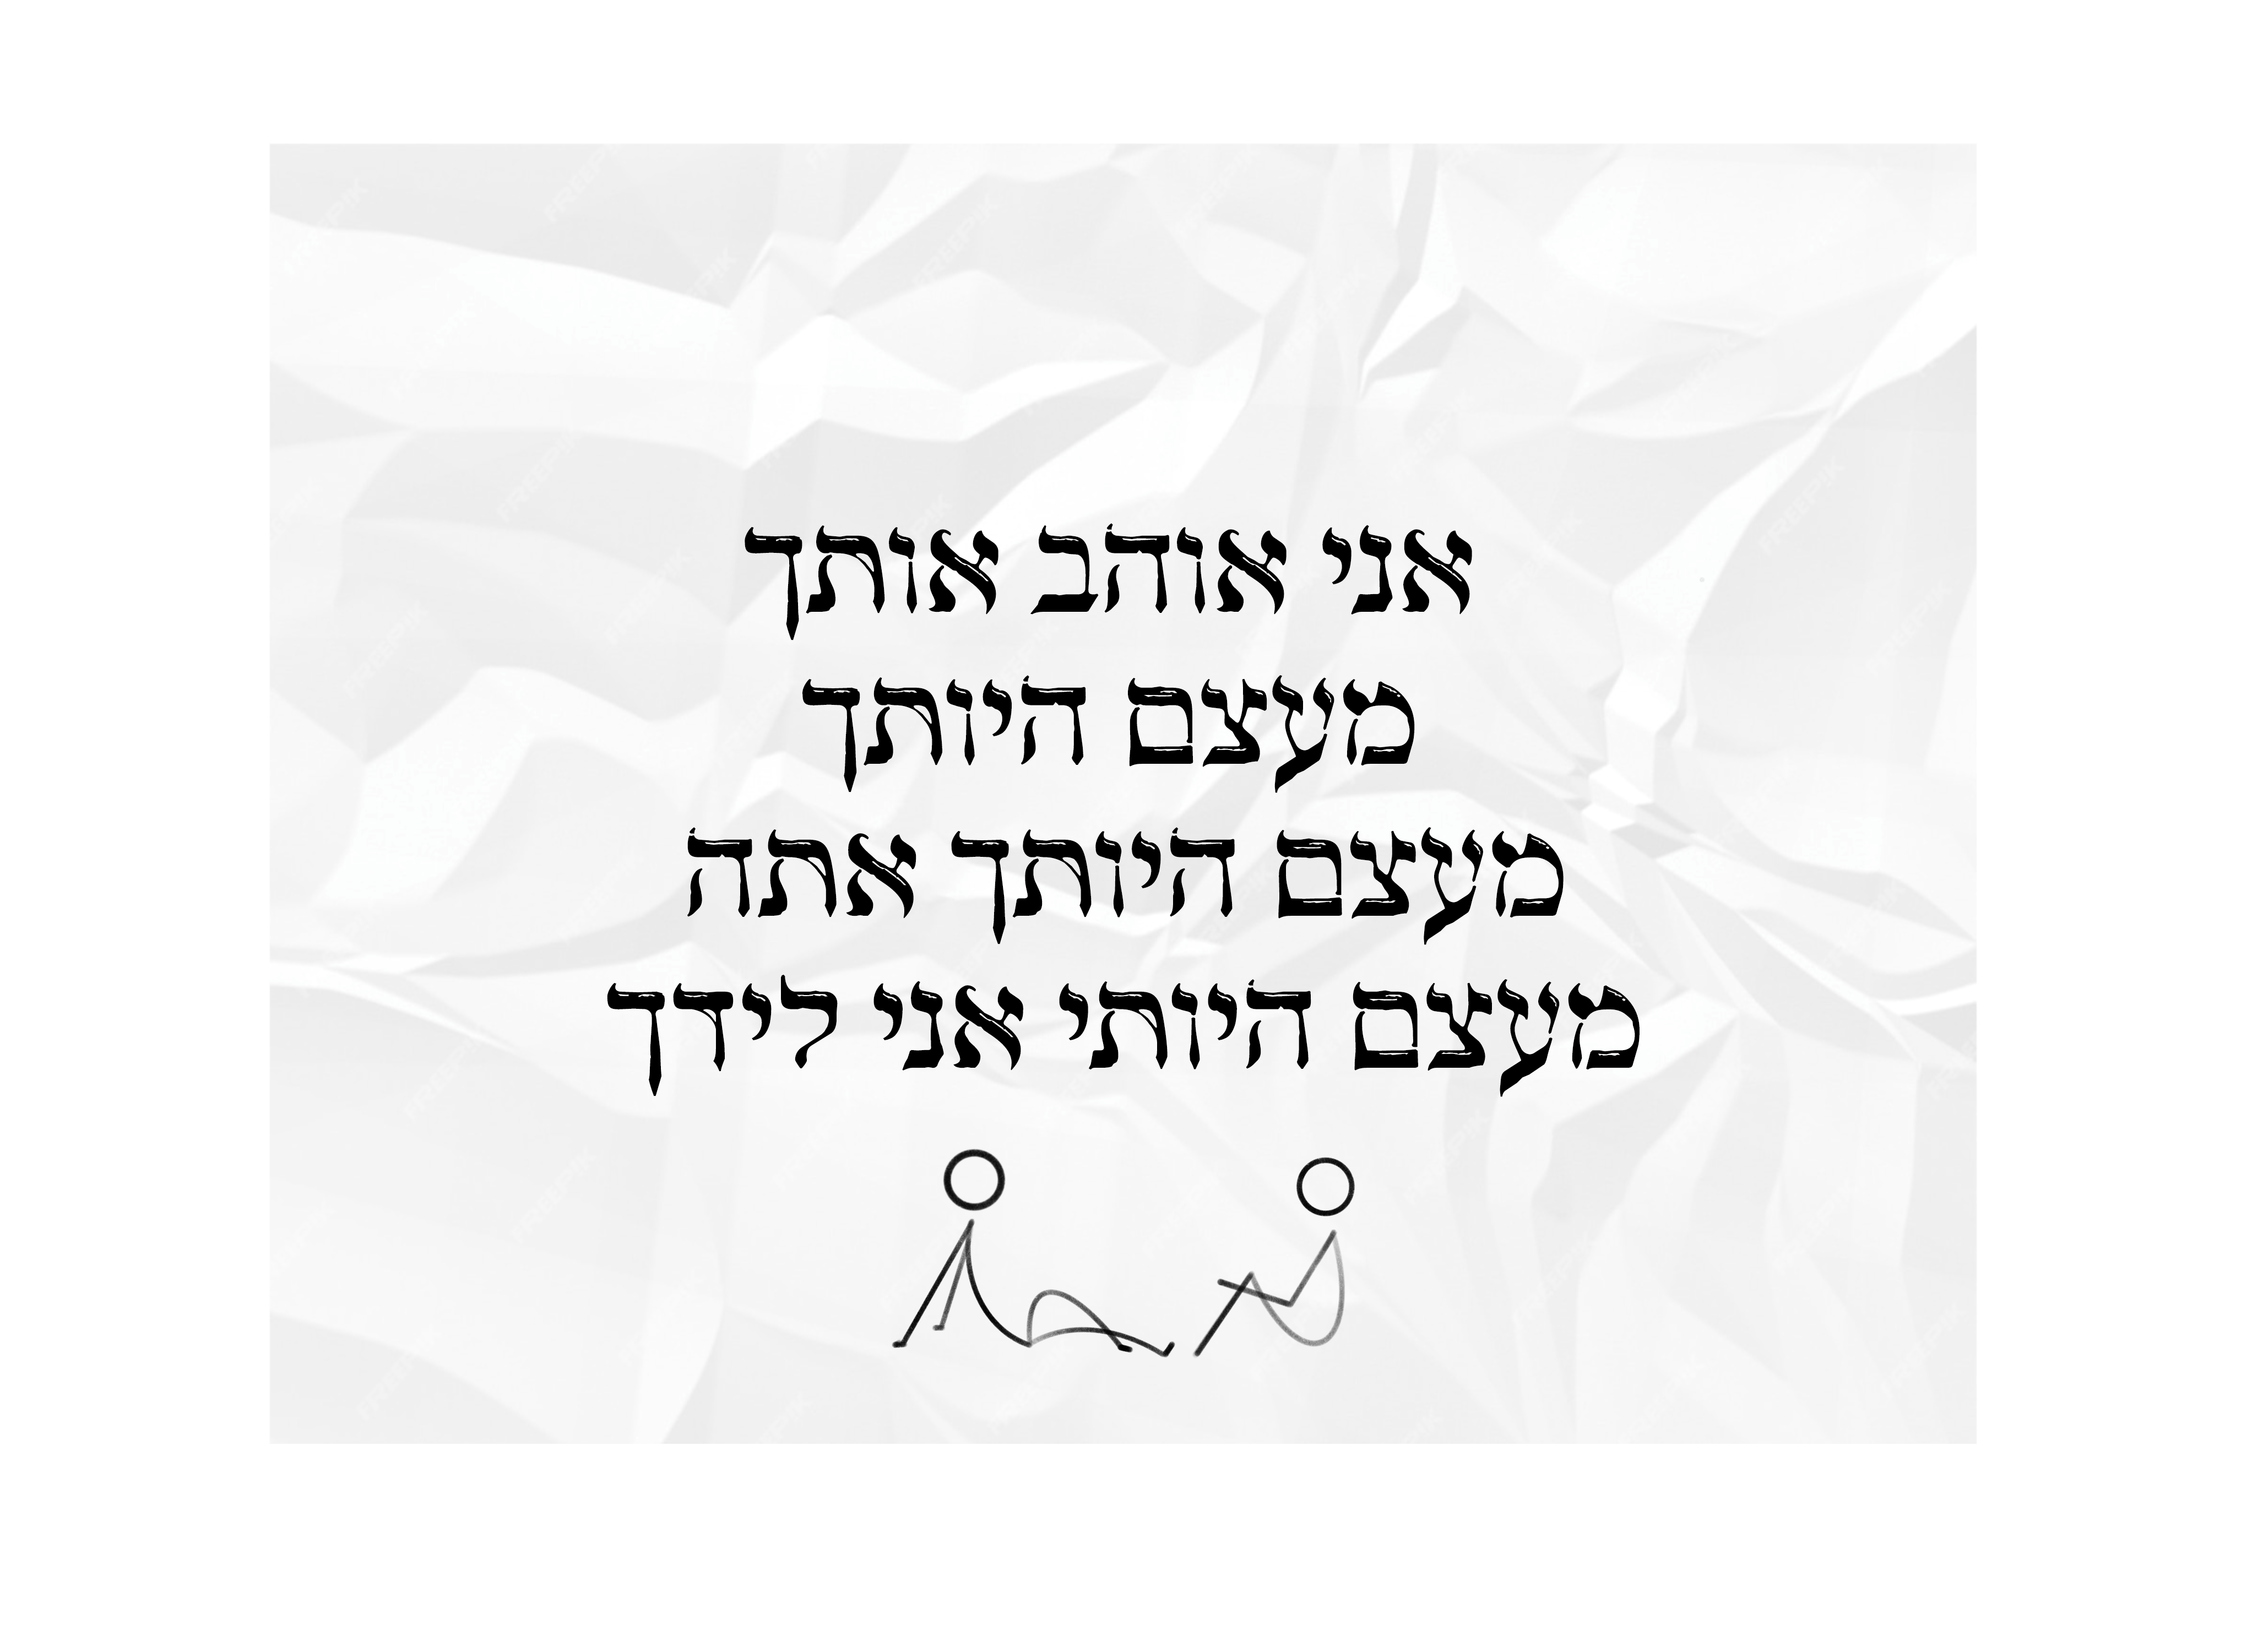 אני אוהב אותך
מעצם היותך
מעצם היותך אתה
מעצם היותי אני לידך